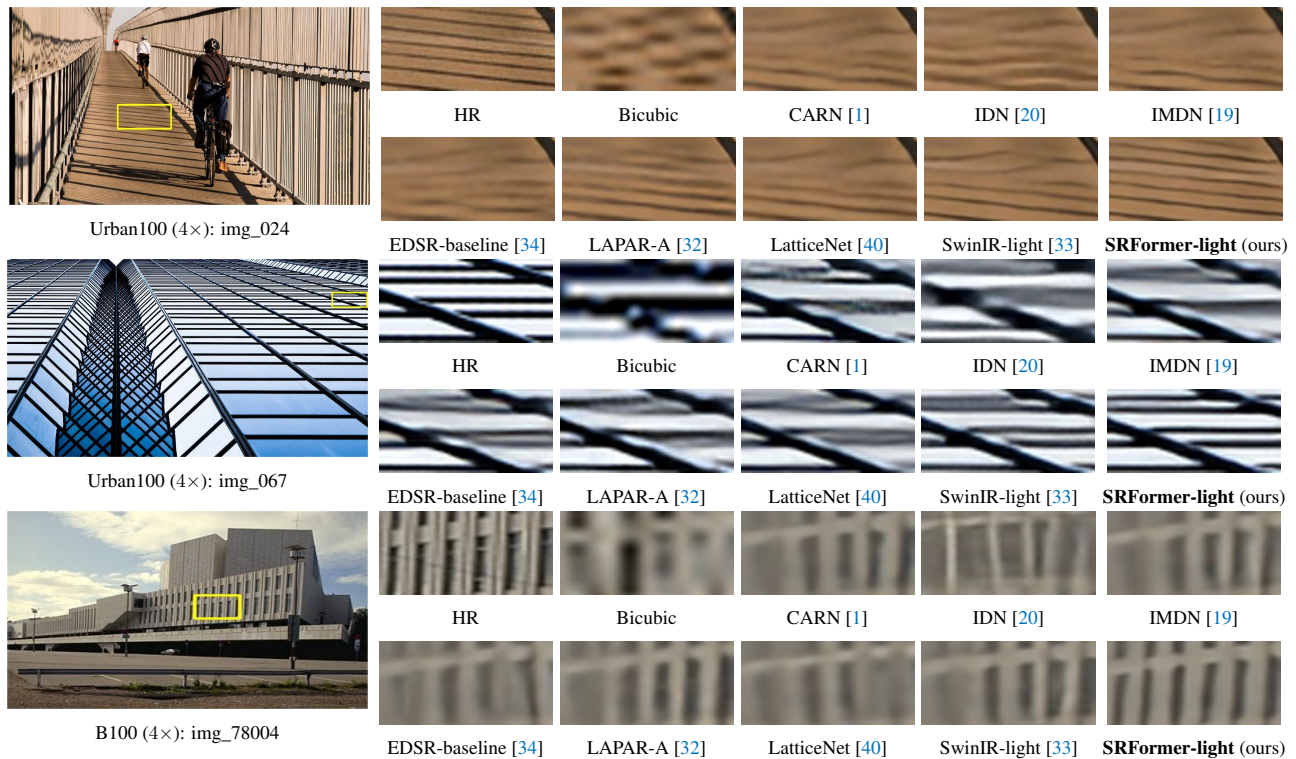 HR Bicubic CARN [1] IDN [20] IMDN [19]
Urban100 (4×): img_024
EDSR-baseline [34] LAPAR-A [32] LatticeNet [40] SwinIR-light [33] SRFormer-light (ours)
HR Bicubic CARN [1] IDN [20] IMDN [19]
Urban100 (4×): img_067
EDSR-baseline [34] LAPAR-A [32] LatticeNet [40] SwinIR-light [33] SRFormer-light (ours)
HR Bicubic CARN [1] IDN [20] IMDN [19]
B100 (4×): img_78004
EDSR-baseline [34] LAPAR-A [32] LatticeNet [40] SwinIR-light [33] SRFormer-light (ours)